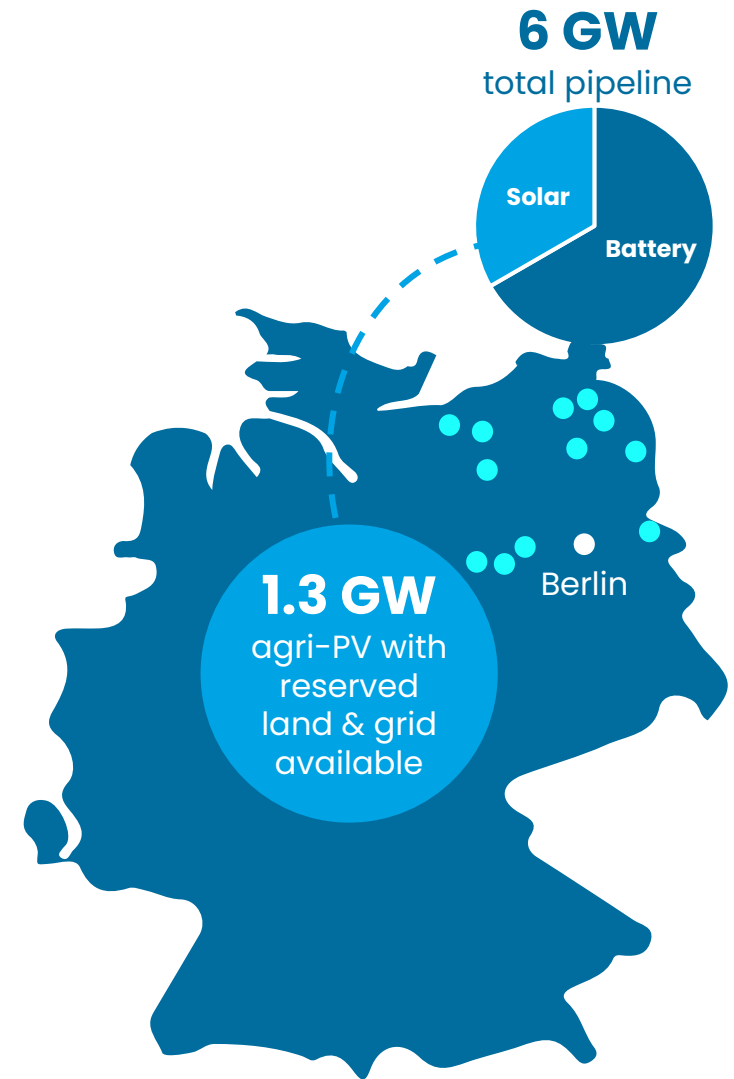 6 GW
total pipeline
Solar
Battery
Berlin
1.3 GW
agri-PV with
reserved
land & grid
available